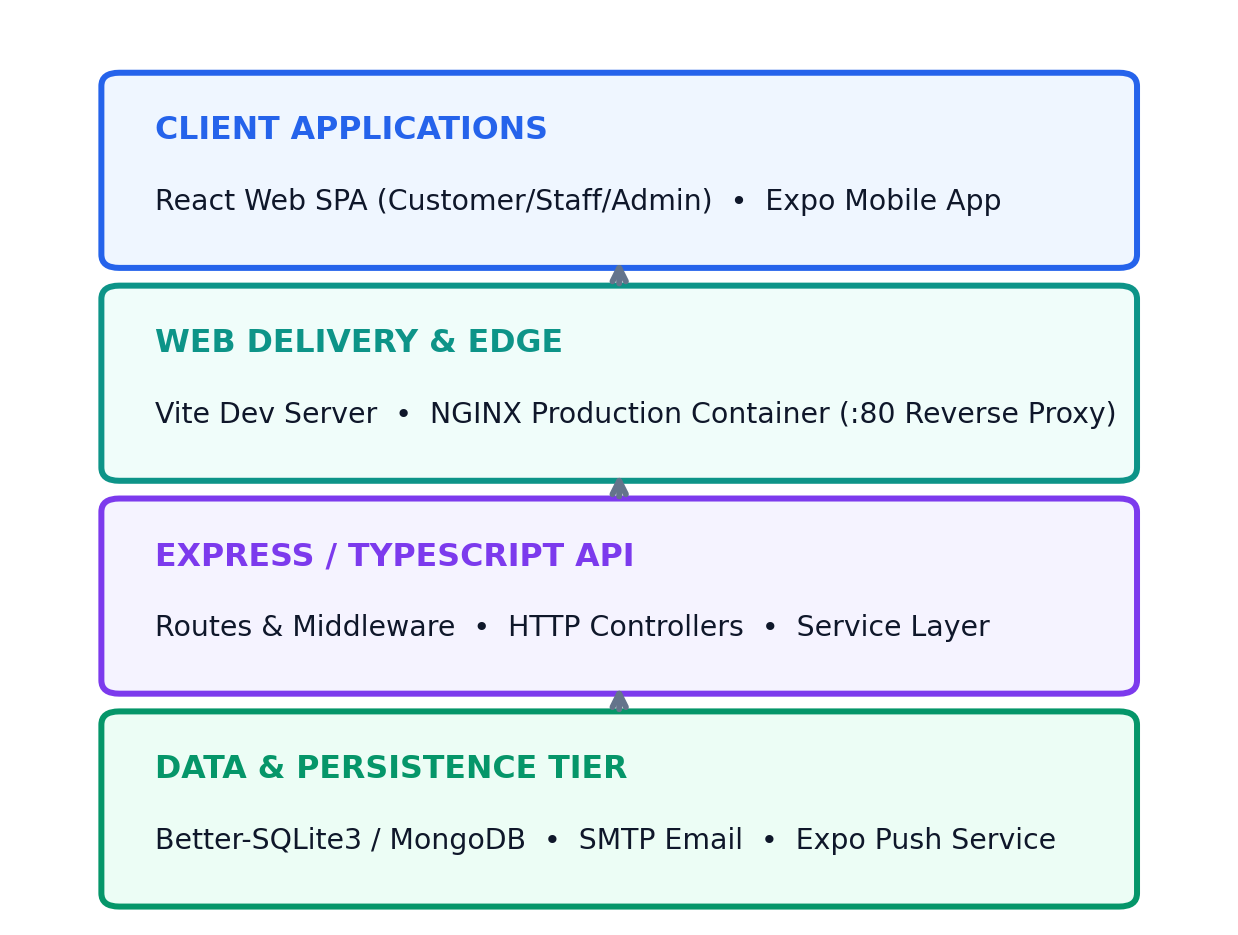 CLIENT APPLICATIONS
React Web SPA (Customer/Staff/Admin) • Expo Mobile App
WEB DELIVERY & EDGE
Vite Dev Server • NGINX Production Container (:80 Reverse Proxy)
EXPRESS / TYPESCRIPT API
Routes & Middleware • HTTP Controllers • Service Layer
DATA & PERSISTENCE TIER
Better-SQLite3 / MongoDB • SMTP Email • Expo Push Service